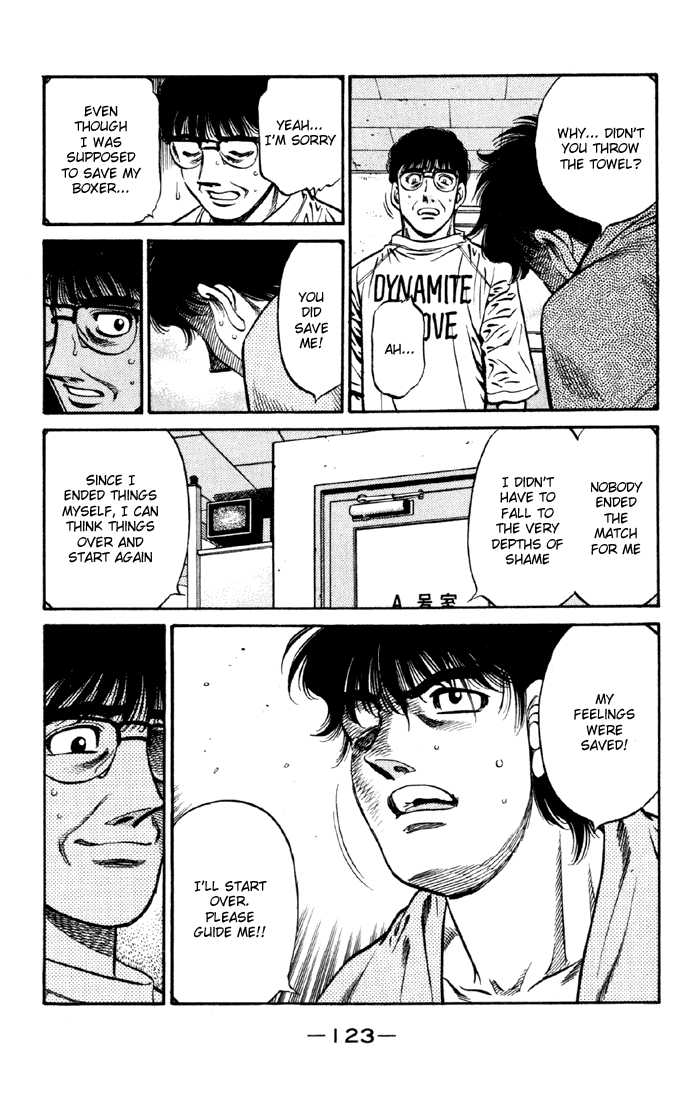 WHY... DIDN'T
YOU THROW
THE TOWEL?
DYNAMITE
OVE
AH...
YEAH...
I'M SORRY
EVEN
THOUGH
I WAS
SUPPOSED
TO SAVE MY
BOXER...
YOU
DID
SAVE
ME!
NOBODY
ENDED
THE
MATCH
FOR ME
I DIDN'T
HAVE TO
FALL TO
THE VERY
DEPTHS OF
SHAME
A号室
SINCE I
ENDED THINGS
MYSELF, I CAN
THINK THINGS
OVER AND
START AGAIN
MY
FEELINGS
WERE
SAVED!
I'LL START
OVER.
PLEASE
GUIDE ME!!
—123—